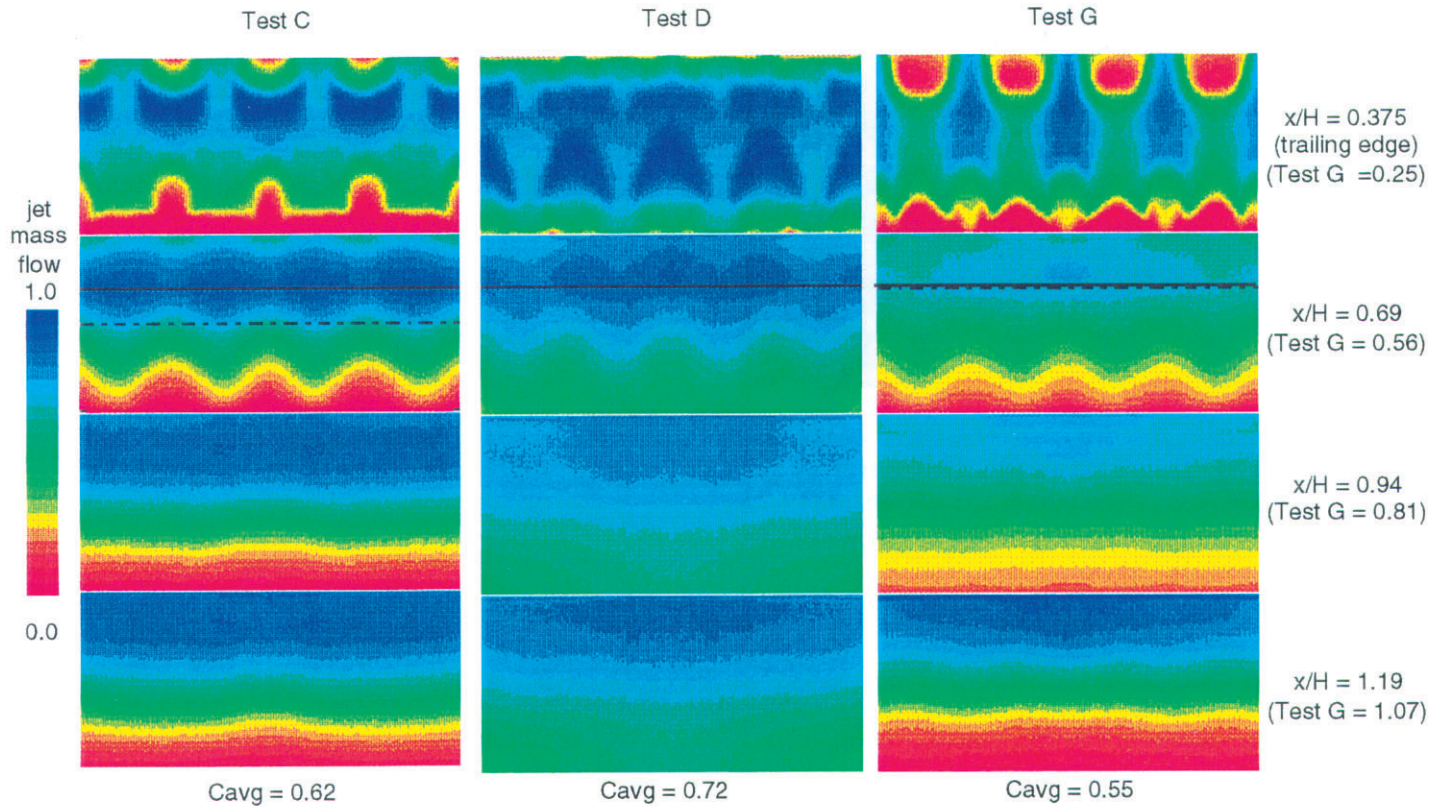 Test C
Test D
Test G
x/H = 0.375
(trailing edge)
(Test G =0.25)
jet
mass
flow
1.0
x/H = 0.69
(Test G = 0.56)
x/H = 0.94
(Test G = 0.81)
0.0
x/H = 1.19
(Test G = 1.07)
Cavg = 0.62
Cavg = 0.72
Cavg = 0.55